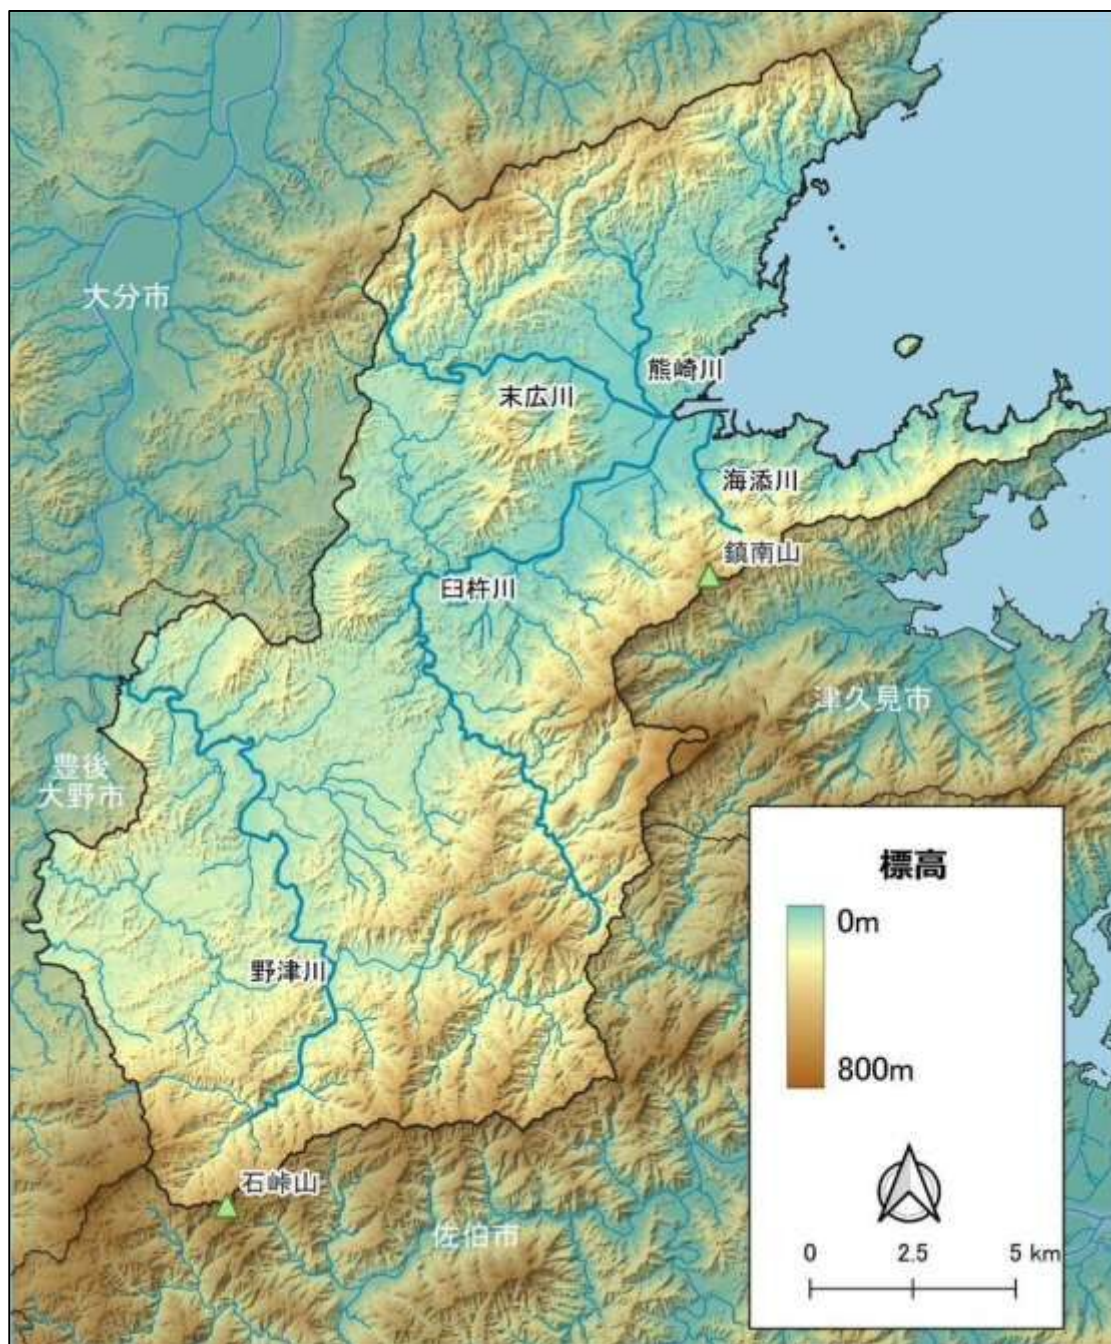 大分市
熊崎川
末広川
海添川
鎮南山
臼杵川
津久見市
豊後
大野市
野津川
石峠山
佐伯市
標高
0m
800m
0 2.5 5 km